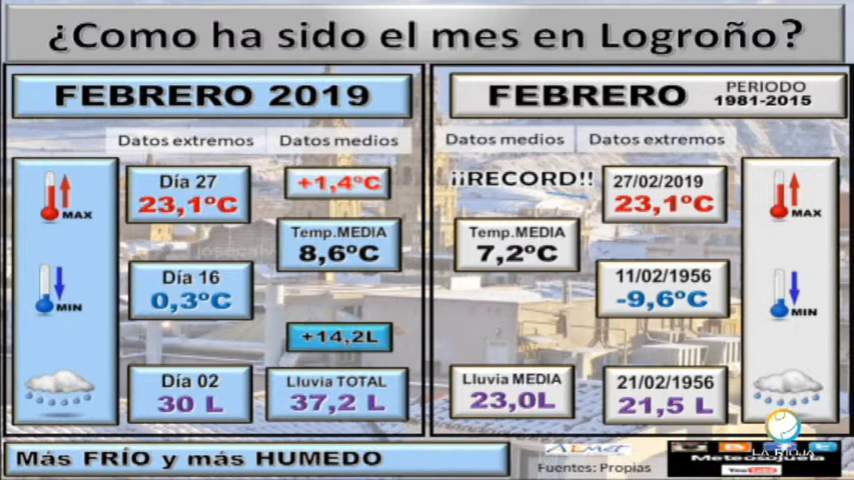 ¿Como ha sido el mes en Logroño?
FEBRERO 2019
Datos extremos
Datos medios
MAX
Día 27
23,1ºC
+1,4ºC
Temp.MEDIA
8,6ºC
MIN
Día 16
0,3ºC
+14,2L
Día 02
30 L
Lluvia TOTAL
37,2 L
Más FRÍO y más HUMEDO
FEBRERO
PERIODO
1981-2015
Datos medios
Datos extremos
¡¡RECORD!!
27/02/2019
23,1ºC
MAX
Temp.MEDIA
7,2ºC
11/02/1956
-9,6ºC
MIN
Lluvia MEDIA
23,0L
21/02/1956
21,5 L
Fuentes: Propias
LA RIOJA
Meteosojuela
YouTube